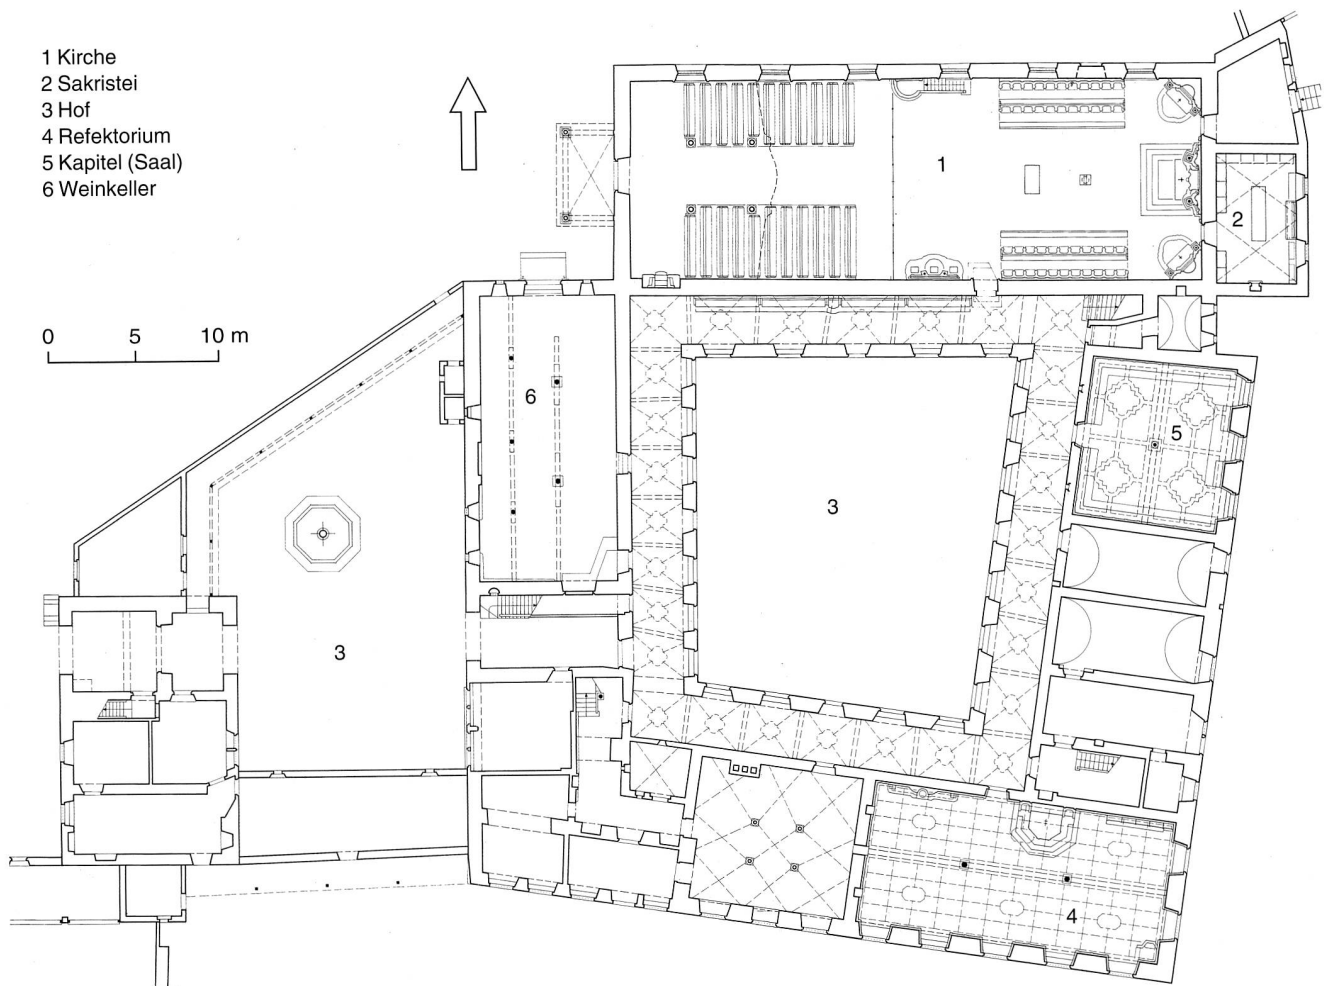 1 Kirche
2 Sakristei
3 Hof
4 Refektorium
5 Kapitel (Saal)
6 Weinkeller
0 5 10 m
1
2
6
5
3
3
4